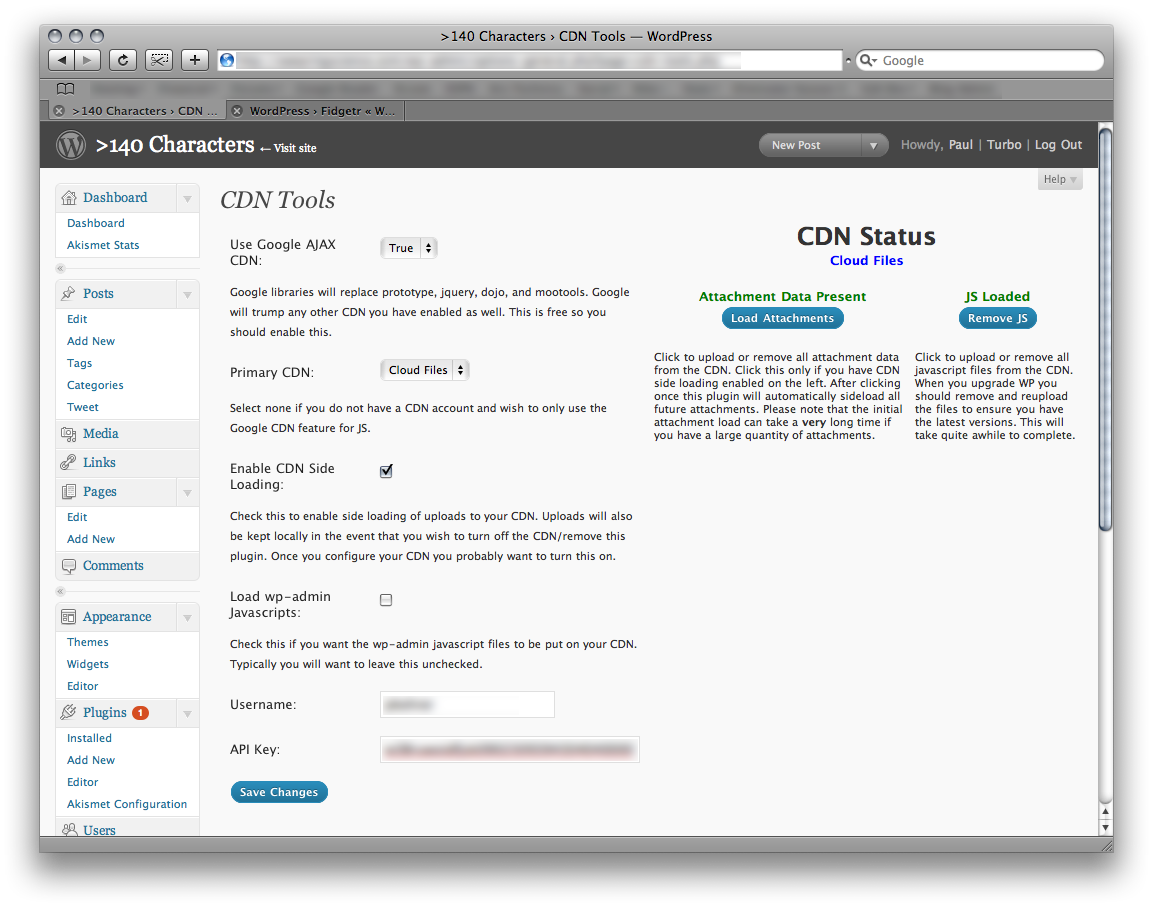 >140 Characters › CDN Tools — WordPress
Google
>140 Characters › CDN ...
WordPress › Fidgetr « W...
>140 Characters ← Visit site
New Post
Howdy, Paul | Turbo | Log Out
Help
Dashboard
Dashboard
Akismet Stats
Posts
Edit
Add New
Tags
Categories
Tweet
Media
Links
Pages
Edit
Add New
Comments
Appearance
Themes
Widgets
Editor
Plugins 1
Installed
Add New
Editor
Akismet Configuration
Users
CDN Tools
Use Google AJAX
CDN:
True
Google libraries will replace prototype, jquery, dojo, and mootools. Google
will trump any other CDN you have enabled as well. This is free so you
should enable this.
Primary CDN:
Cloud Files
Select none if you do not have a CDN account and wish to only use the
Google CDN feature for JS.
Enable CDN Side
Loading:
Check this to enable side loading of uploads to your CDN. Uploads will also
be kept locally in the event that you wish to turn off the CDN/remove this
plugin. Once you configure your CDN you probably want to turn this on.
Load wp-admin
Javascripts:
Check this if you want the wp-admin javascript files to be put on your CDN.
Typically you will want to leave this unchecked.
Username:
API Key:
Save Changes
CDN Status
Cloud Files
Attachment Data Present
Load Attachments
Click to upload or remove all attachment data
from the CDN. Click this only if you have CDN
side loading enabled on the left. After clicking
once this plugin will automatically sideload all
future attachments. Please note that the initial
attachment load can take a very long time if
you have a large quantity of attachments.
JS Loaded
Remove JS
Click to upload or remove all
javascript files from the CDN.
When you upgrade WP you
should remove and reupload
the files to ensure you have
the latest versions. This will
take quite awhile to complete.